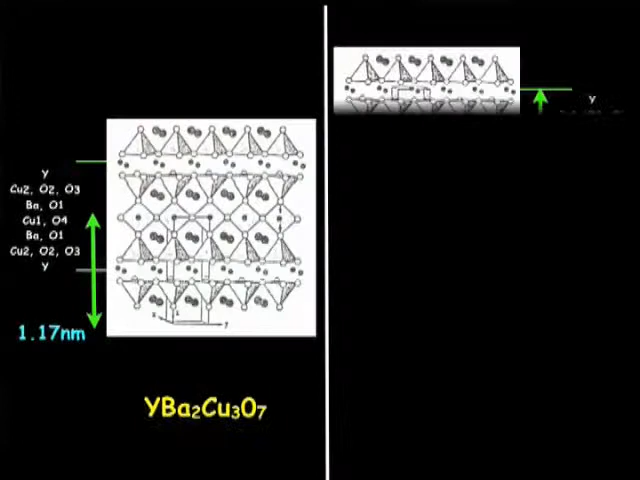 Y
Cu2, O2, O3
Ba, O1
Cu1, O4
Ba, O1
Cu2, O2, O3
Y
1.17nm
YBa₂Cu₃O₇
Y